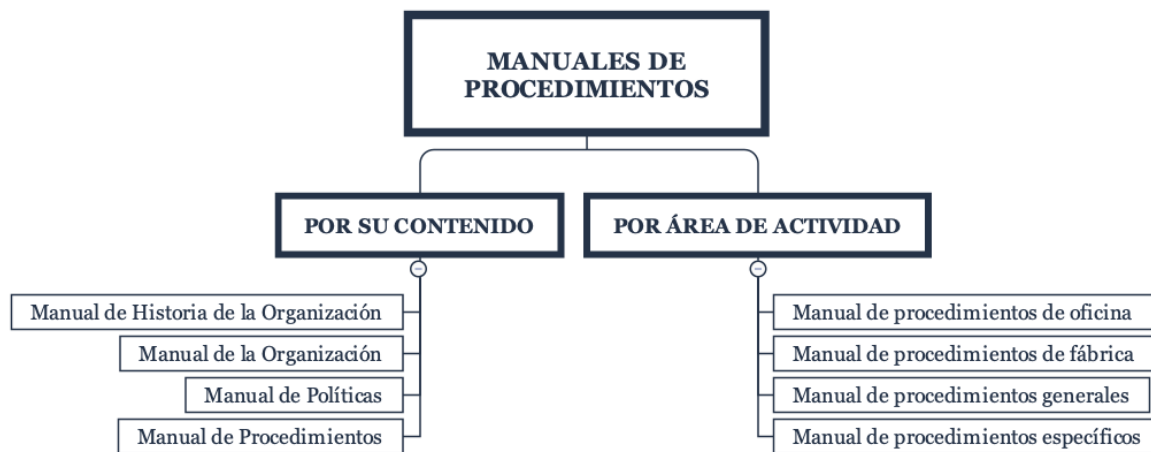 MANUALES DE
PROCEDIMIENTOS
POR SU CONTENIDO
Manual de Historia de la Organización
Manual de la Organización
Manual de Políticas
Manual de Procedimientos
POR ÁREA DE ACTIVIDAD
Manual de procedimientos de oficina
Manual de procedimientos de fábrica
Manual de procedimientos generales
Manual de procedimientos específicos